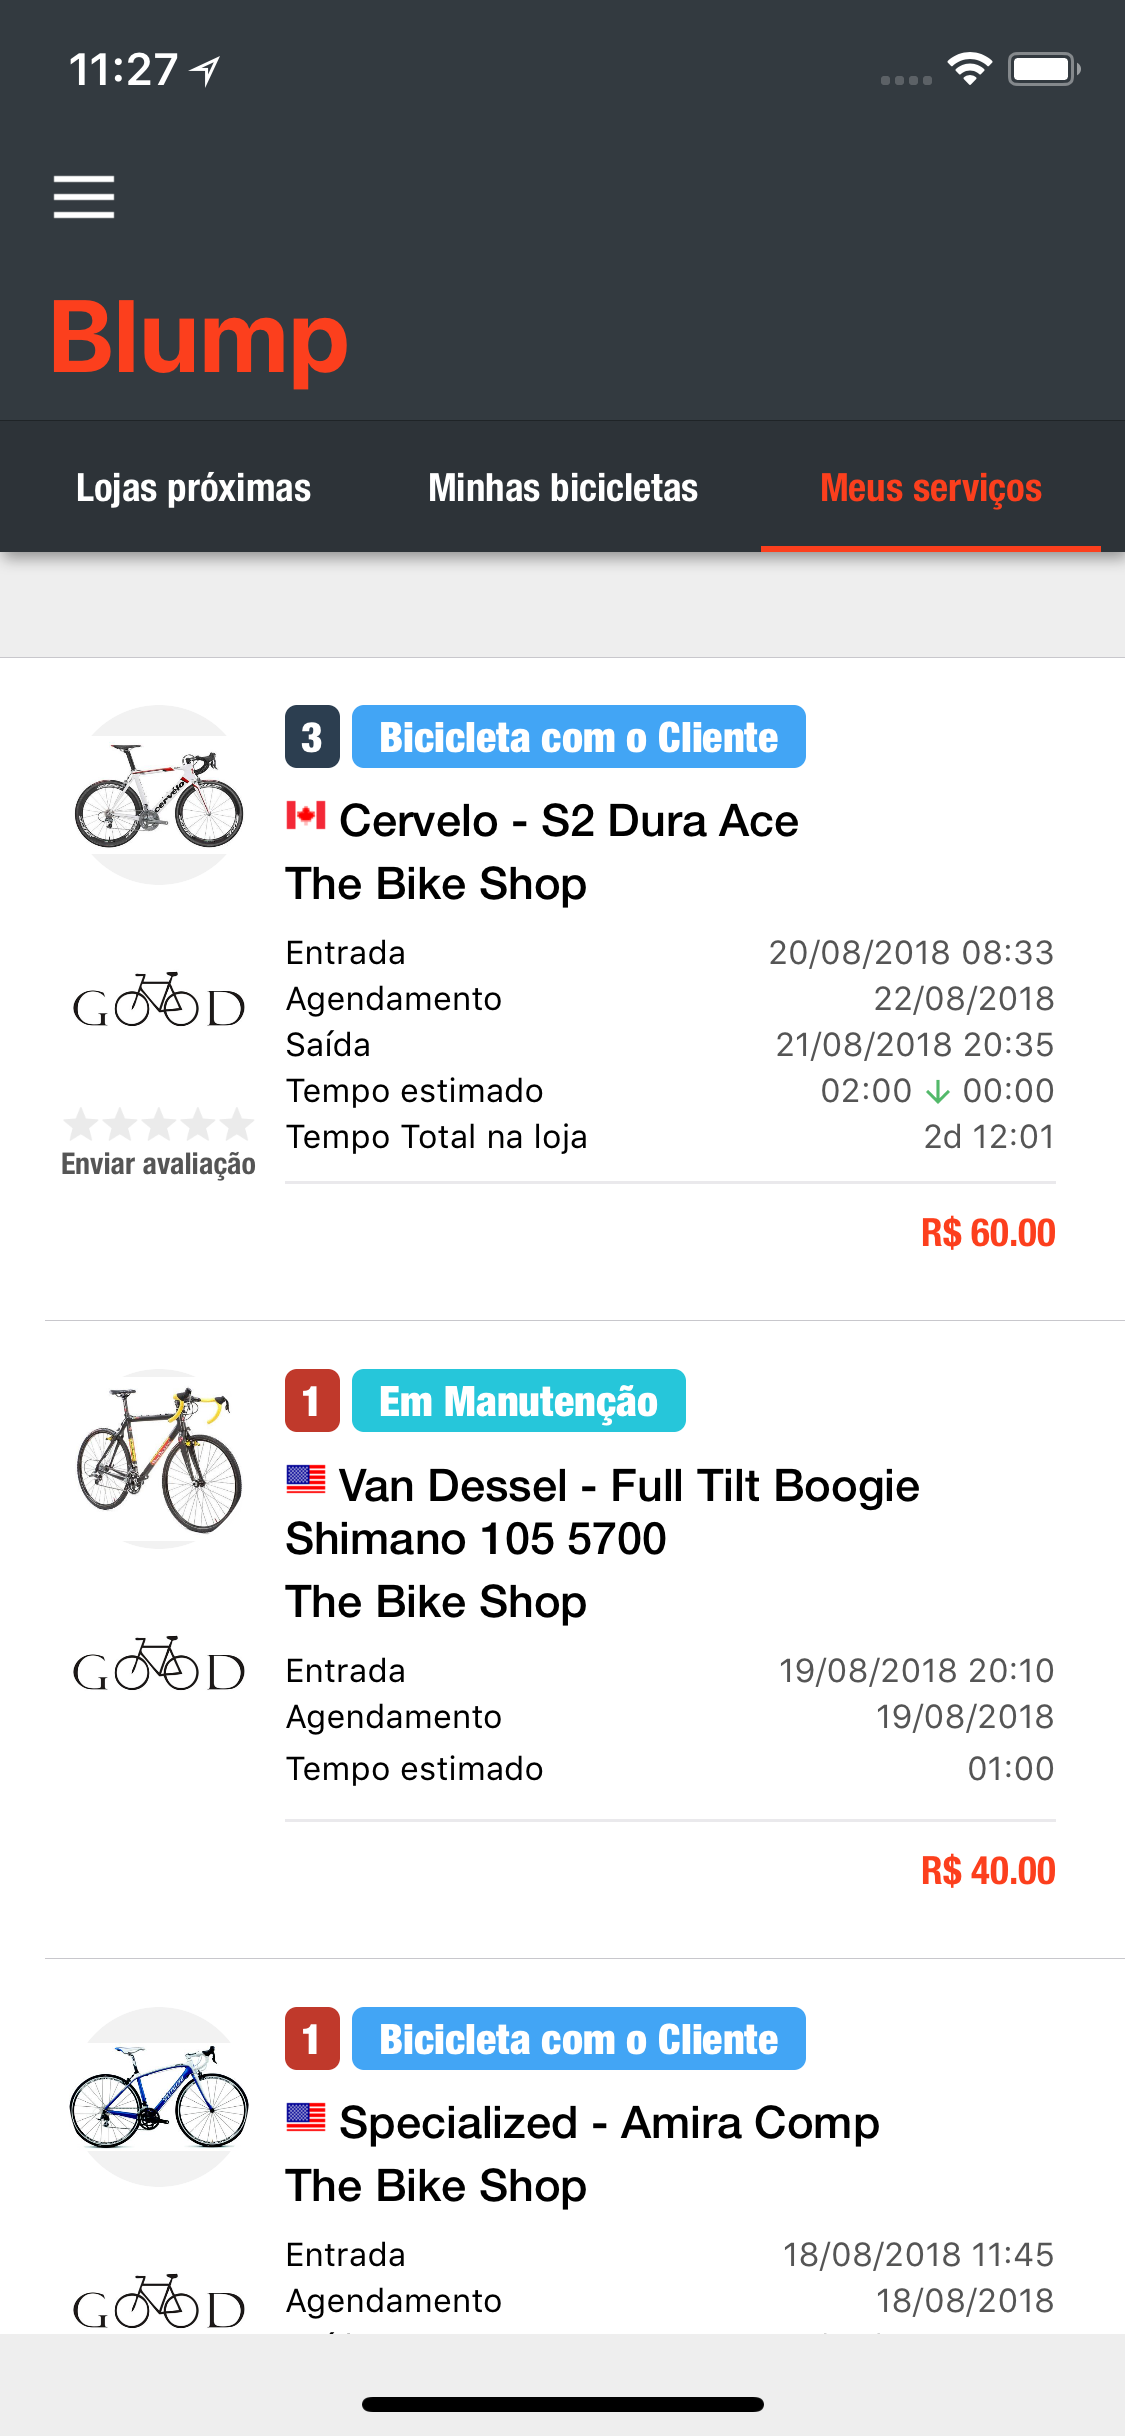 11:27
Blump
Lojas próximas Minhas bicicletas Meus serviços
3 Bicicleta com o Cliente
Cervelo - S2 Dura Ace
The Bike Shop
Entrada 20/08/2018 08:33
Agendamento 22/08/2018
Saída 21/08/2018 20:35
Tempo estimado 02:00 ↓ 00:00
Tempo Total na loja 2d 12:01
GOOD
Enviar avaliação
R$ 60.00
1 Em Manutenção
Van Dessel - Full Tilt Boogie
Shimano 105 5700
The Bike Shop
GOOD
Entrada 19/08/2018 20:10
Agendamento 19/08/2018
Tempo estimado 01:00
R$ 40.00
1 Bicicleta com o Cliente
Specialized - Amira Comp
The Bike Shop
Entrada 18/08/2018 11:45
Agendamento 18/08/2018
GOOD